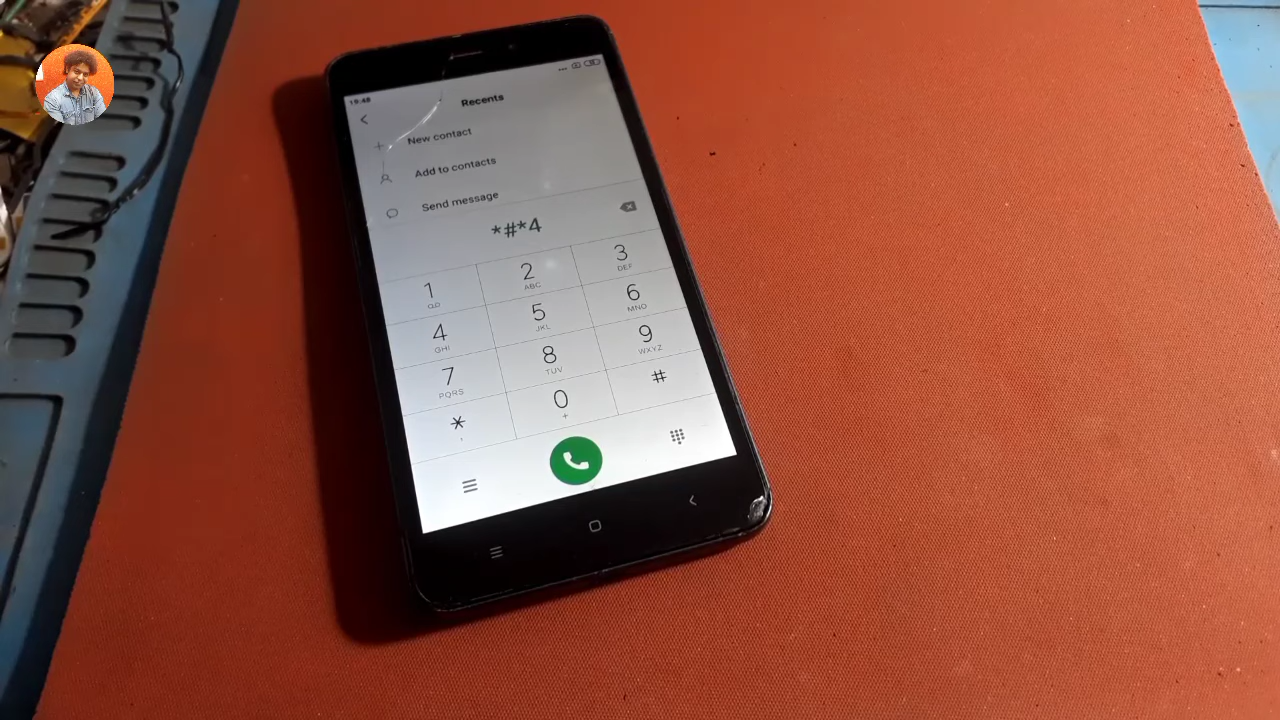 19:48
Recents
New contact
Add to contacts
Send message
*#*4
1
2
ABC
3
DEF
4
GHI
5
JKL
6
MNO
7
PQRS
8
TUV
9
WXYZ
*
,
0
+
#